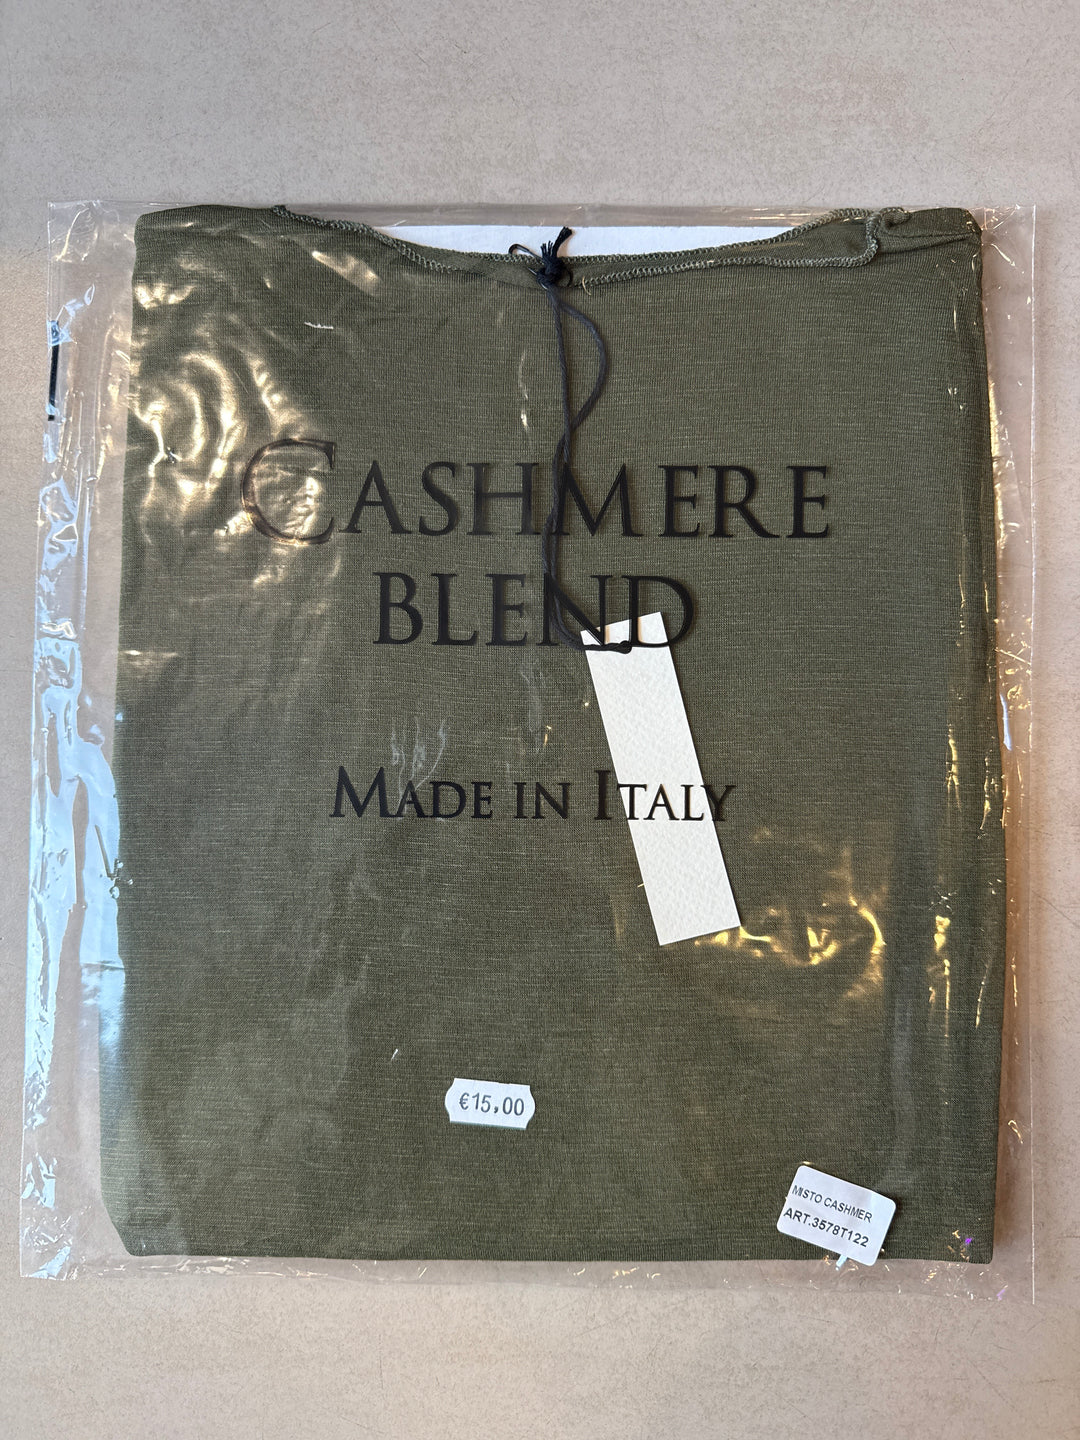 CASHMERE
BLEND
MADE IN ITALY
€15,00
MISTO CASHMER
ART.3578T122